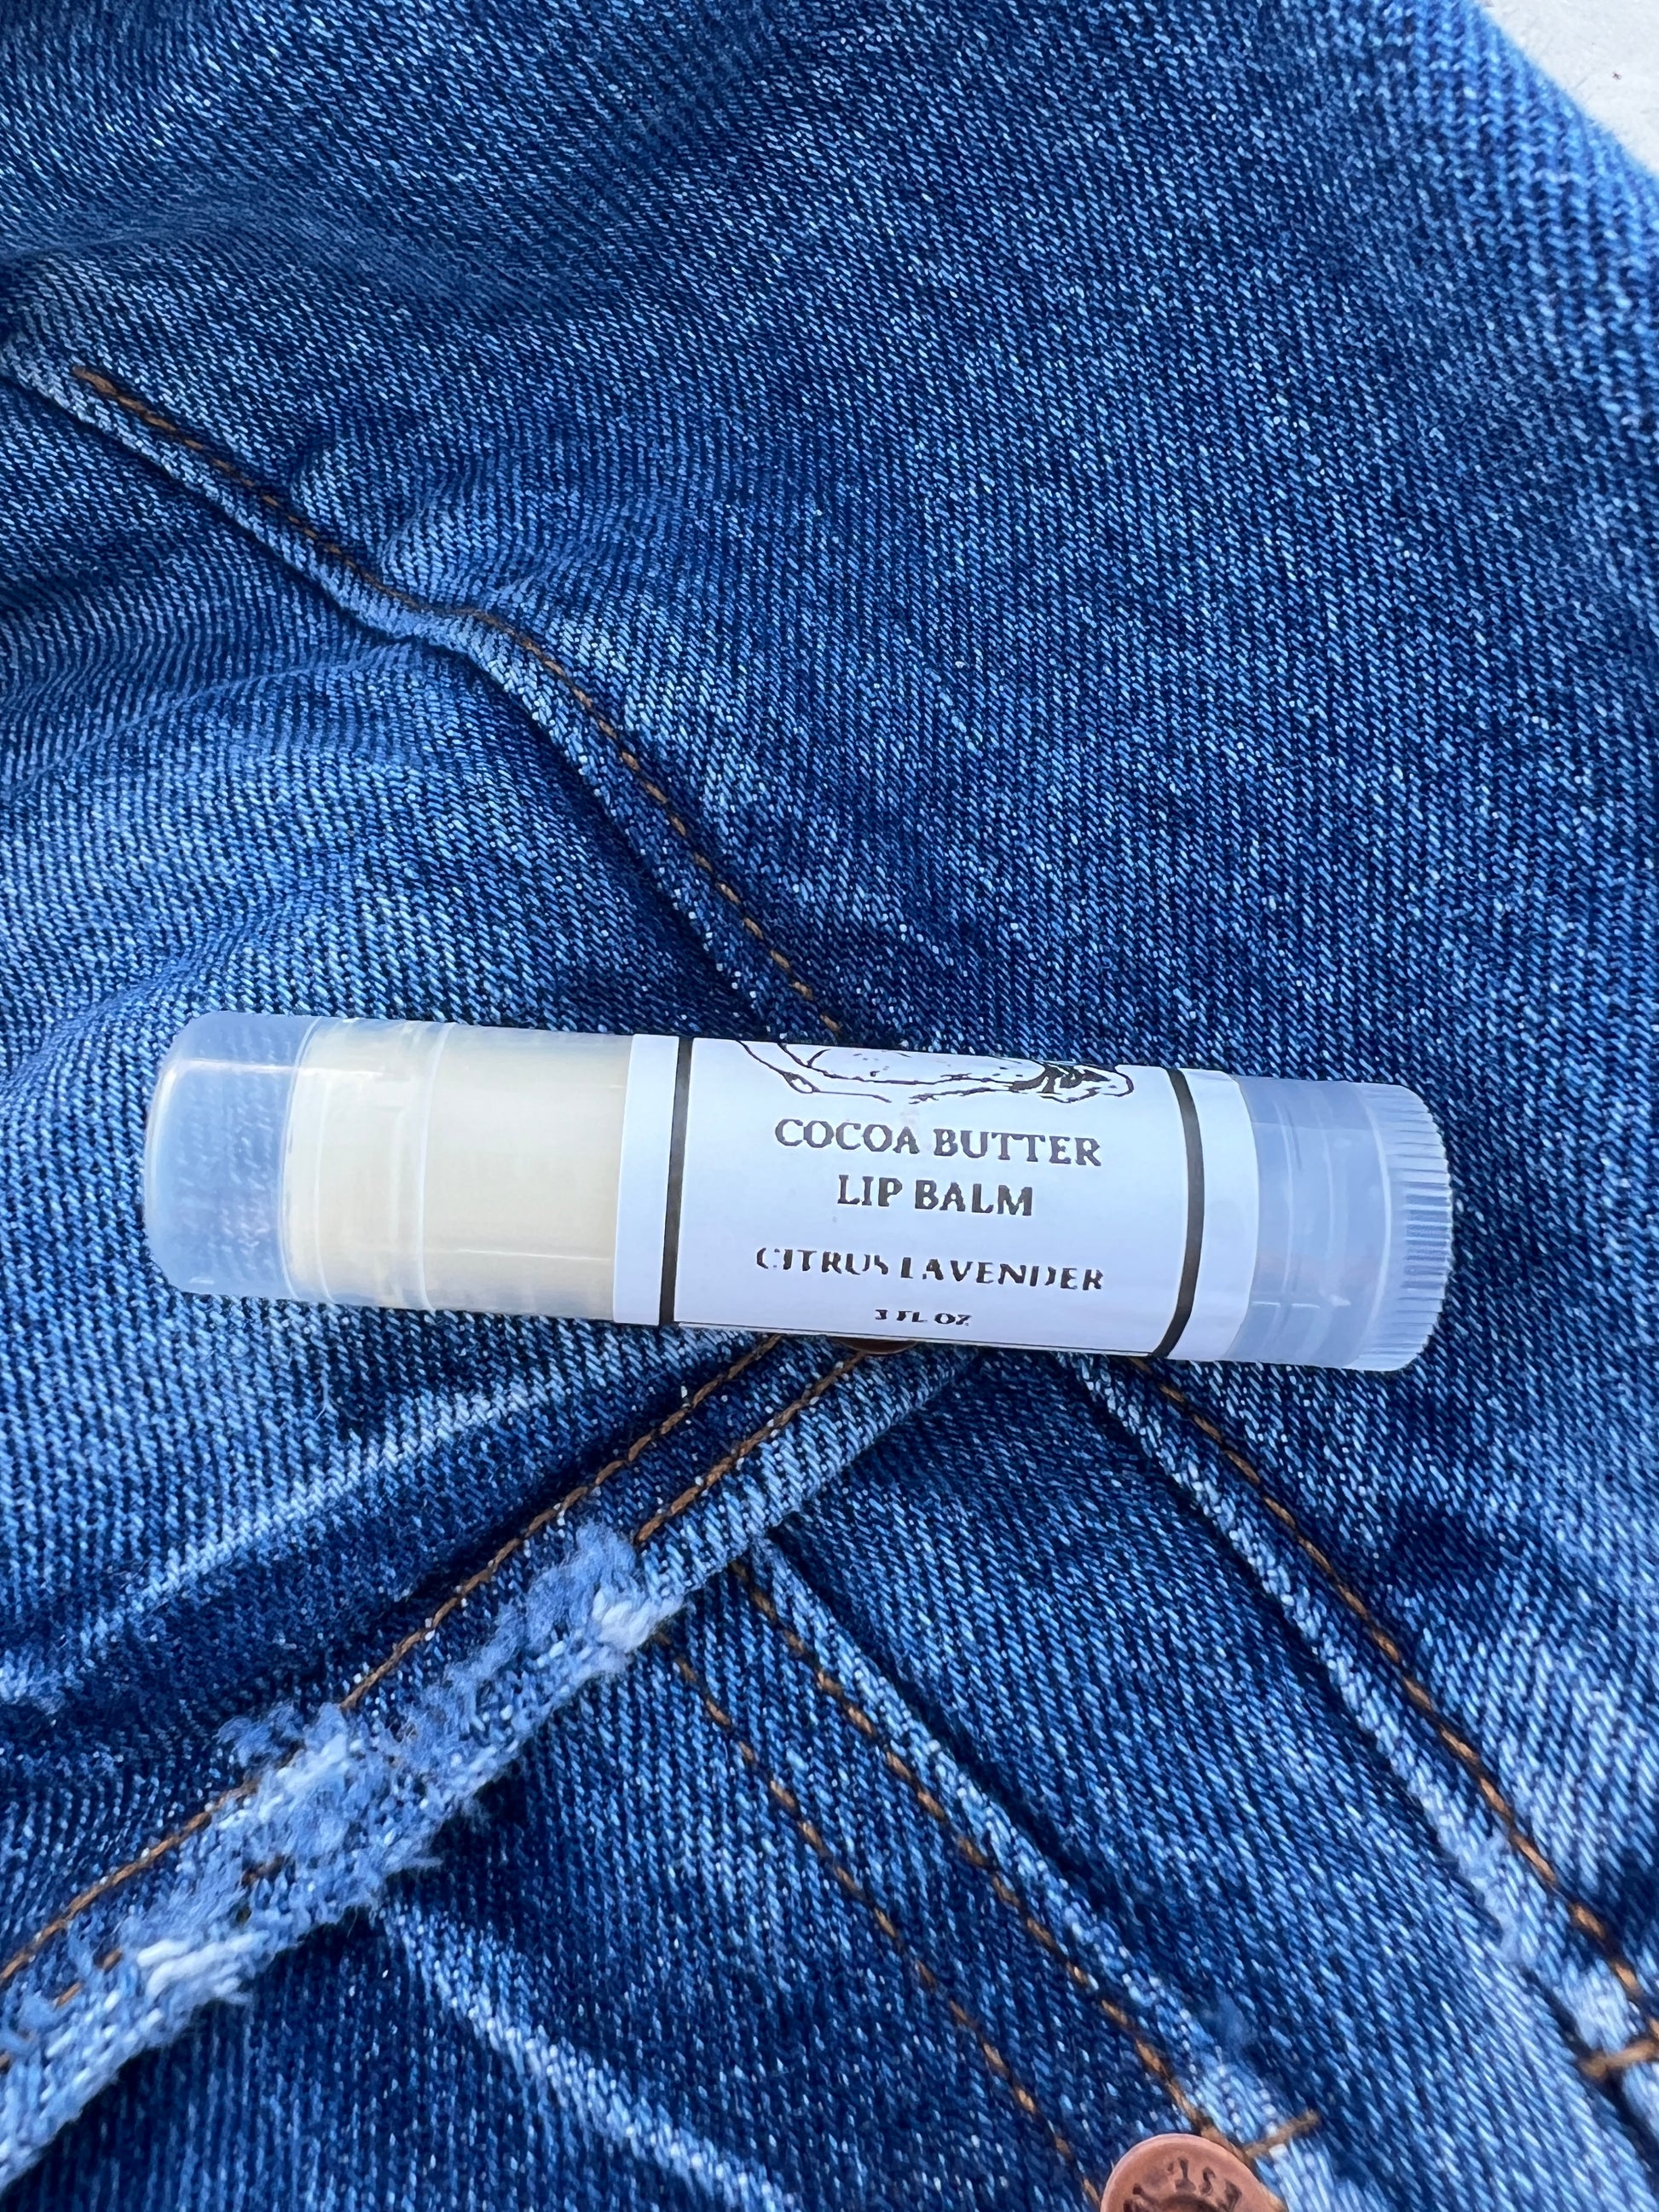 COCOA BUTTER
LIP BALM
CITRUS LAVENDER
3 FL OZ